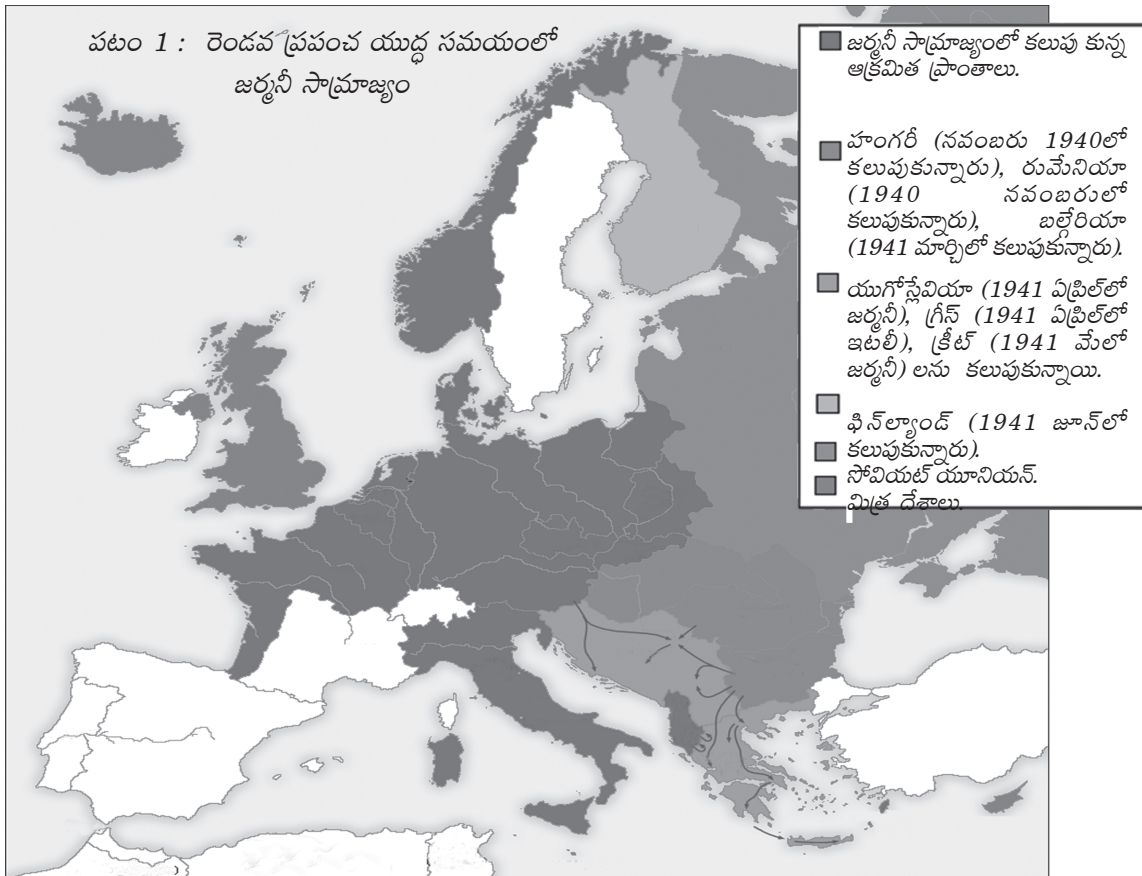 పటం 1 : రెండవ ప్రపంచ యుద్ధ సమయంలో
జర్మనీ సామ్రాజ్యం
జర్మనీ సామ్రాజ్యంలో కలుపు కున్న
ఆక్రమిత ప్రాంతాలు.
హంగరీ (నవంబరు 1940లో
కలుపుకున్నారు), రుమేనియా
(1940 నవంబరులో
కలుపుకున్నారు), బల్గేరియా
(1941 మార్చిలో కలుపుకున్నారు).
యుగోస్లేవియా (1941 ఏప్రిల్‌లో
జర్మనీ), గ్రీస్ (1941 ఏప్రిల్‌లో
ఇటలీ), క్రీట్ (1941 మేలో
జర్మనీ) లను కలుపుకున్నాయి.
ఫిన్‌ల్యాండ్ (1941 జూన్‌లో
కలుపుకున్నారు).
సోవియట్ యూనియన్.
మిత్ర దేశాలు.